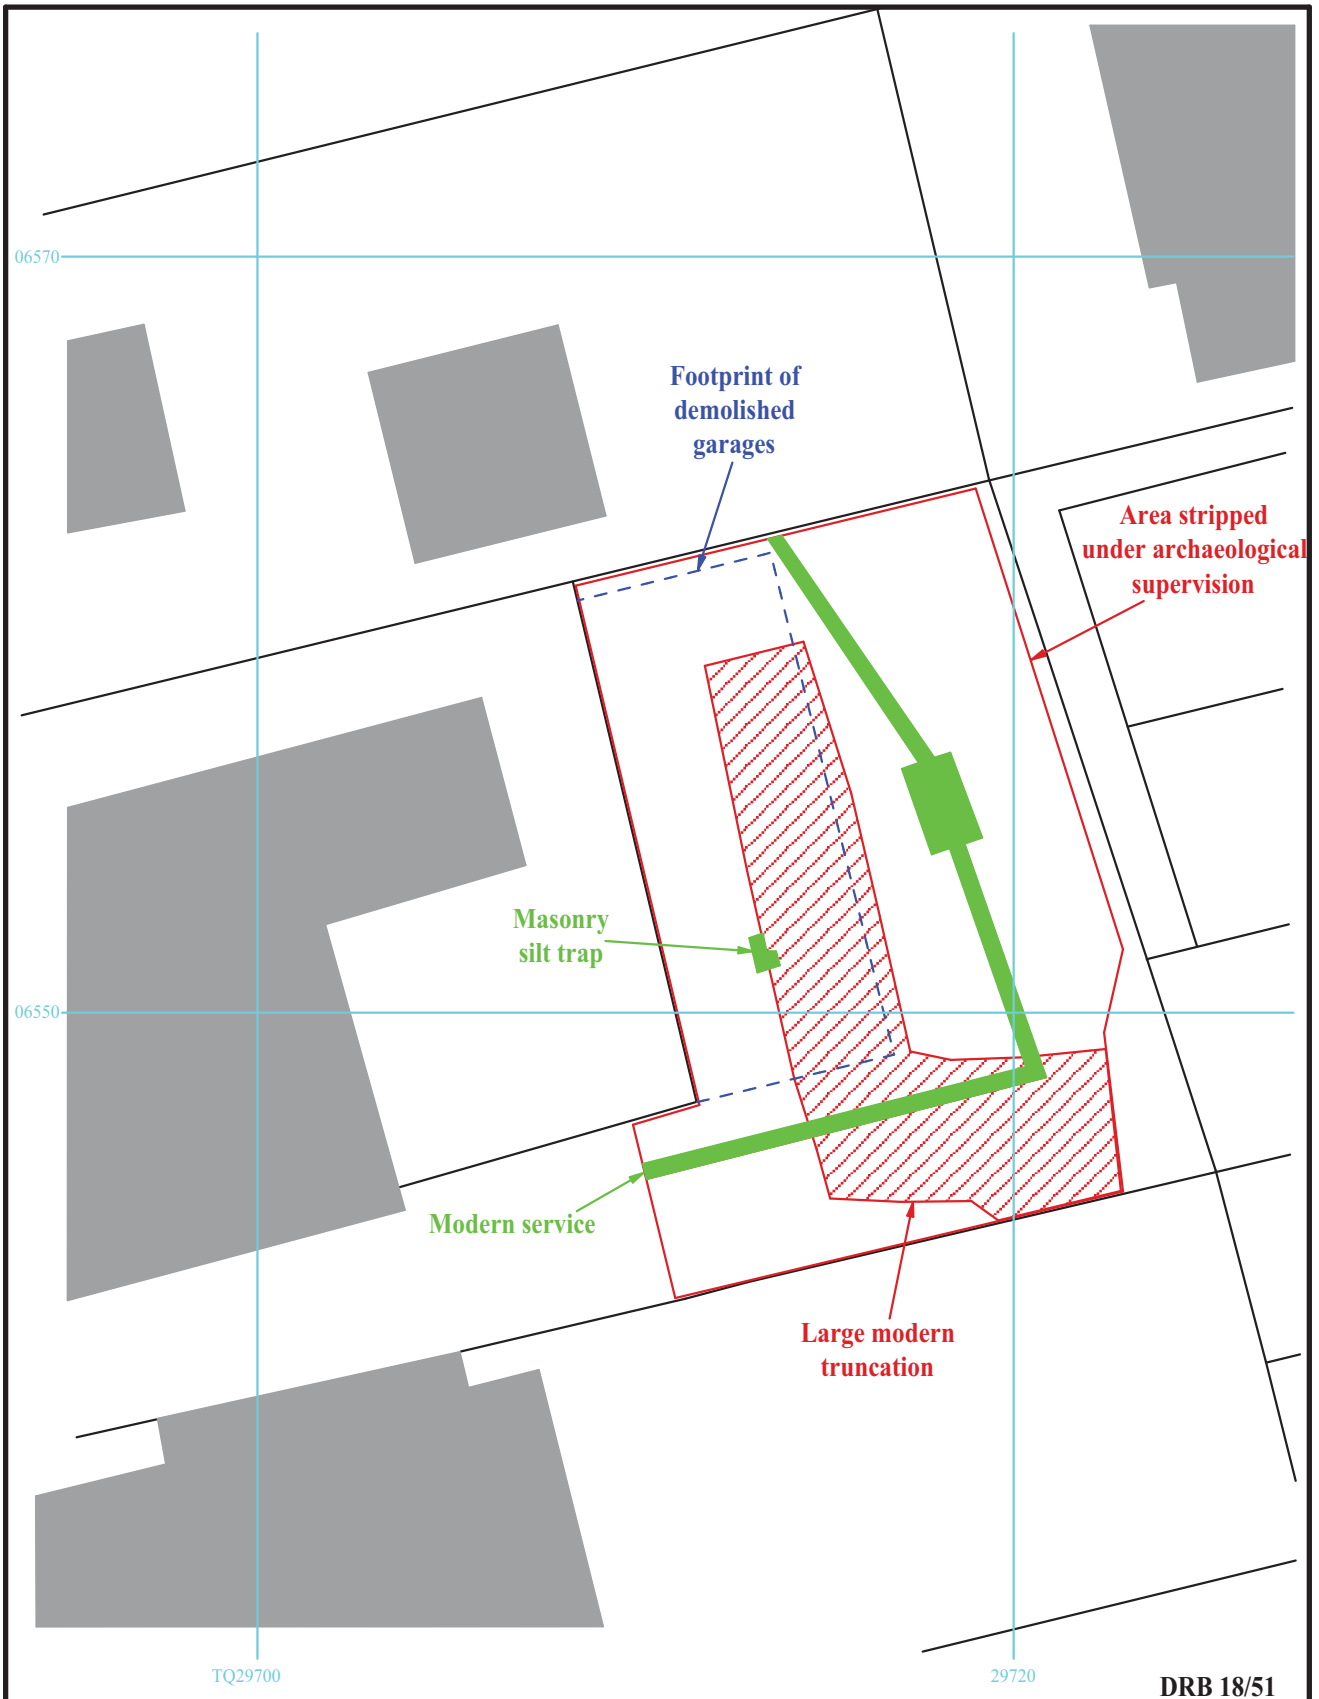 06570
Footprint of
demolished
garages
Area stripped
under archaeological
supervision
Masonry
silt trap
06550
Modern service
Large modern
truncation
TQ29700
29720
DRB 18/51